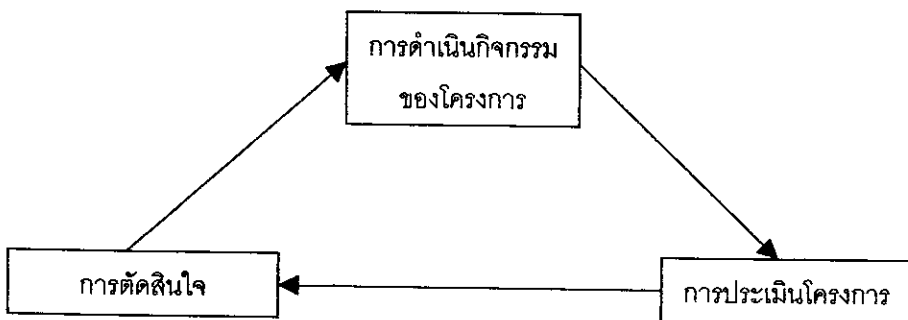 การดำเนินกิจกรรม
ของโครงการ
การตัดสินใจ
การประเมินโครงการ